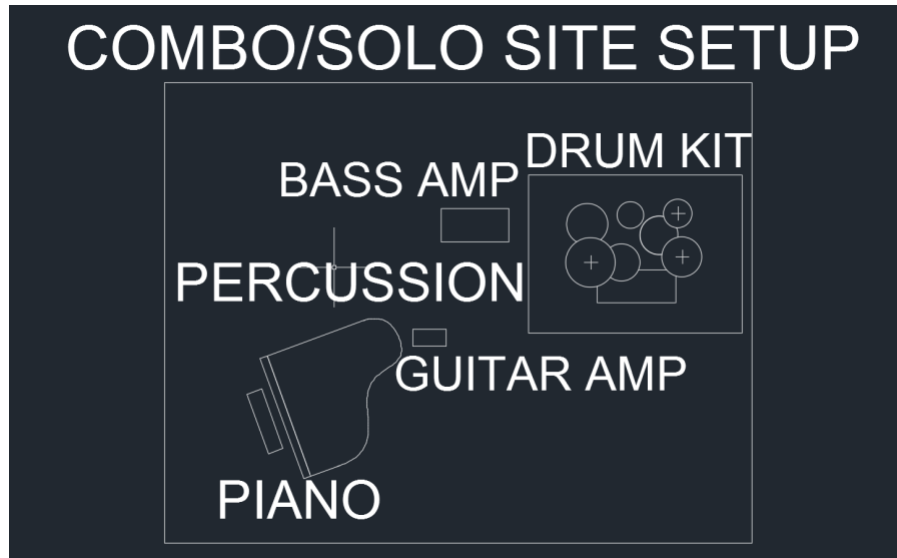 COMBO/SOLO SITE SETUP
DRUM KIT
BASS AMP
PERCUSSION
GUITAR AMP
PIANO